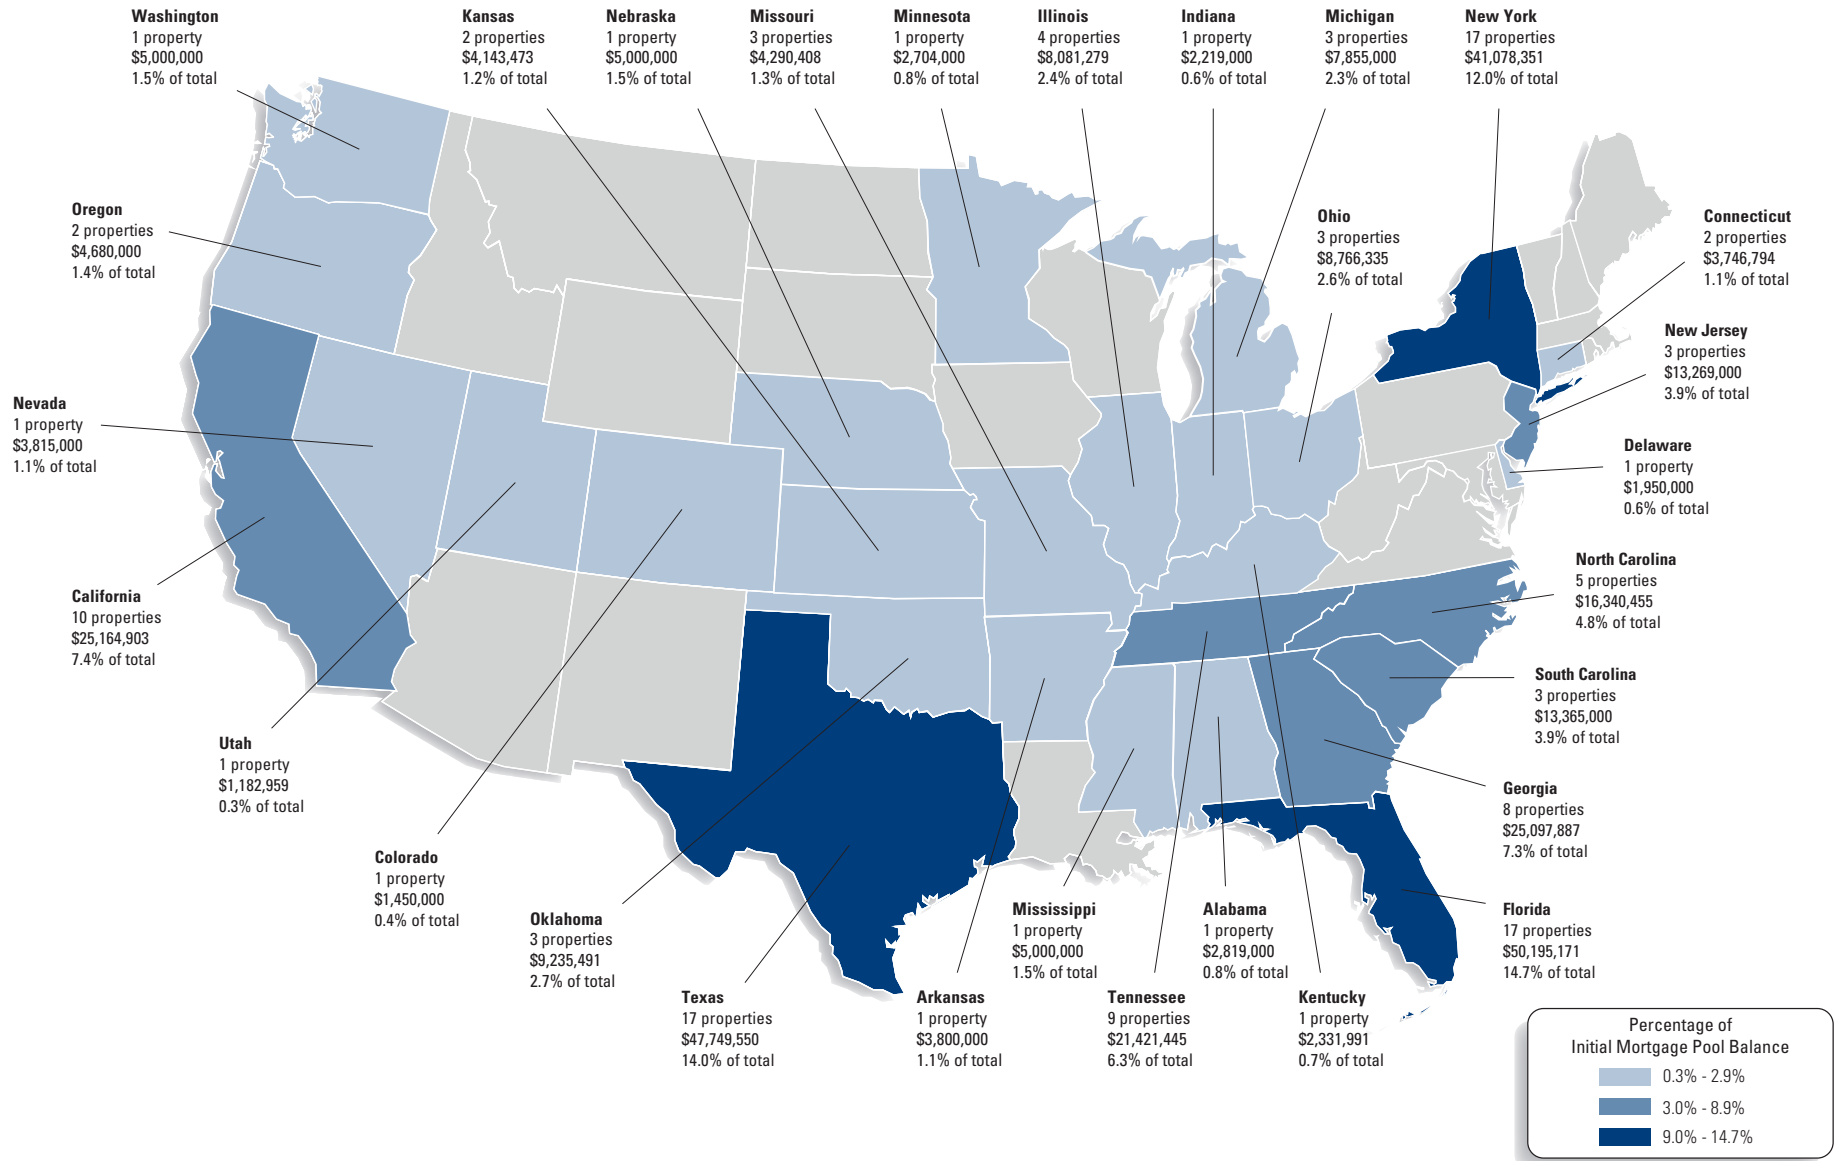 Washington
1 property
$5,000,000
1.5% of total
Kansas
2 properties
$4,143,473
1.2% of total
Nebraska
1 property
$5,000,000
1.5% of total
Missouri
3 properties
$4,290,408
1.3% of total
Minnesota
1 property
$2,704,000
0.8% of total
Illinois
4 properties
$8,081,279
2.4% of total
Indiana
1 property
$2,219,000
0.6% of total
Michigan
3 properties
$7,855,000
2.3% of total
New York
17 properties
$41,078,351
12.0% of total
Oregon
2 properties
$4,680,000
1.4% of total
Ohio
3 properties
$8,766,335
2.6% of total
Connecticut
2 properties
$3,746,794
1.1% of total
New Jersey
3 properties
$13,269,000
3.9% of total
Nevada
1 property
$3,815,000
1.1% of total
Delaware
1 property
$1,950,000
0.6% of total
North Carolina
5 properties
$16,340,455
4.8% of total
California
10 properties
$25,164,903
7.4% of total
South Carolina
3 properties
$13,365,000
3.9% of total
Utah
1 property
$1,182,959
0.3% of total
Georgia
8 properties
$25,097,887
7.3% of total
Colorado
1 property
$1,450,000
0.4% of total
Oklahoma
3 properties
$9,235,491
2.7% of total
Mississippi
1 property
$5,000,000
1.5% of total
Alabama
1 property
$2,819,000
0.8% of total
Florida
17 properties
$50,195,171
14.7% of total
Texas
17 properties
$47,749,550
14.0% of total
Arkansas
1 property
$3,800,000
1.1% of total
Tennessee
9 properties
$21,421,445
6.3% of total
Kentucky
1 property
$2,331,991
0.7% of total
Percentage of
Initial Mortgage Pool Balance
0.3% - 2.9%
3.0% - 8.9%
9.0% - 14.7%